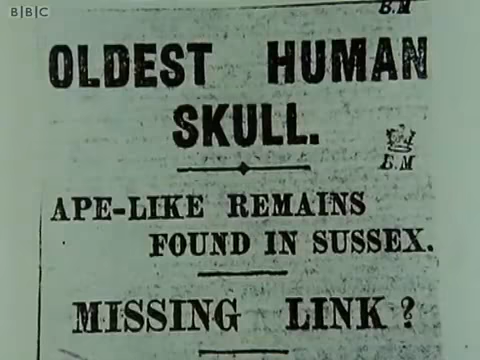 BBC
B.M
OLDEST HUMAN
SKULL.
B.M
APE-LIKE REMAINS
FOUND IN SUSSEX.
MISSING LINK?